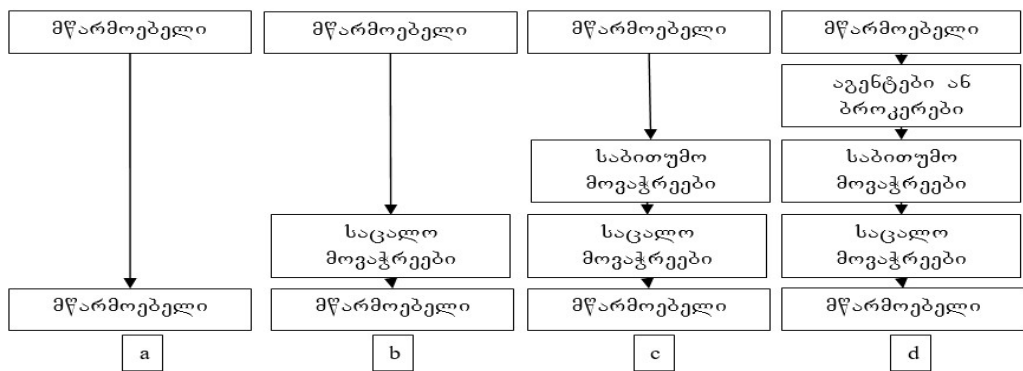 მწარმოებელი
მწარმოებელი
a
მწარმოებელი
საცალო
მოვაჭრეები
მწარმოებელი
b
მწარმოებელი
საბითუმო
მოვაჭრეები
საცალო
მოვაჭრეები
მწარმოებელი
c
მწარმოებელი
აგენტები ან
ბროკერები
საბითუმო
მოვაჭრეები
საცალო
მოვაჭრეები
მწარმოებელი
d